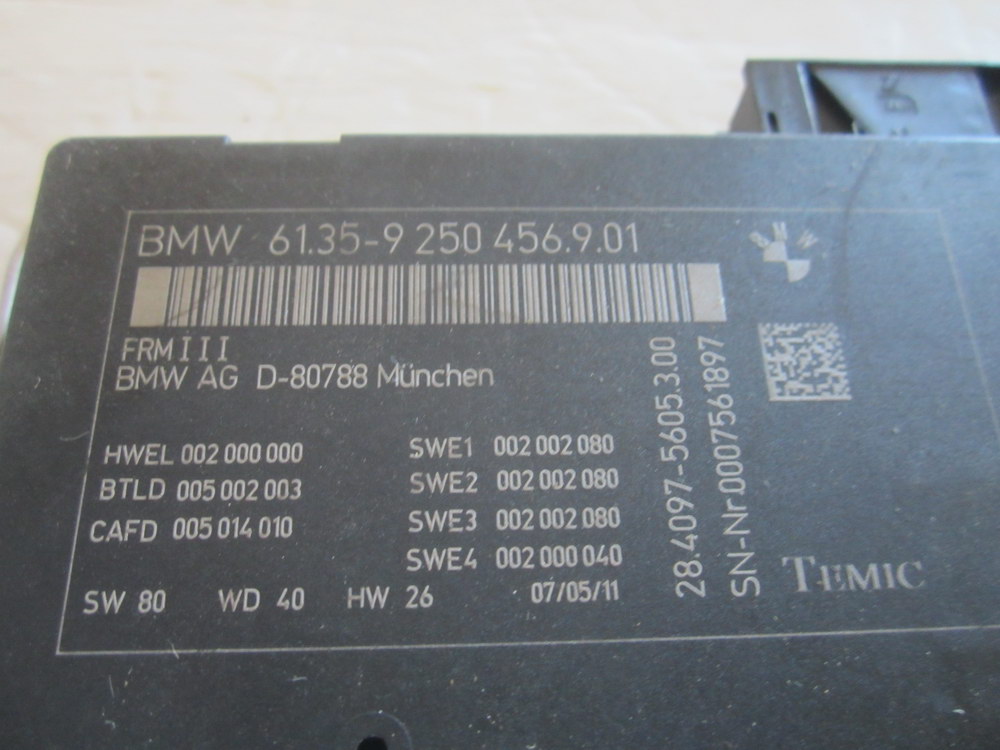 BMW 61.35-9 250 456.9.01
FRMIII
BMW AG D-80788 München
HWEL 002 000 000
BTLD 005 002 003
CAFD 005 014 010
SWE1 002 002 080
SWE2 002 002 080
SWE3 002 002 080
SWE4 002 000 040
SW 80 WD 40 HW 26 07/05/11
28.4097-5605.3.00
SN-Nr.0007561897
BMW
TEMIC